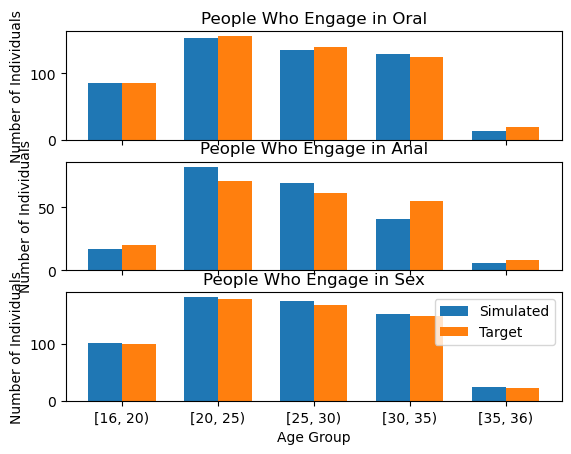 People Who Engage in Oral
Number of Individuals
100
0
People Who Engage in Anal
Number of Individuals
50
0
People Who Engage in Sex
Number of Individuals
100
0
Simulated
Target
[16, 20)
[20, 25)
[25, 30)
[30, 35)
[35, 36)
Age Group